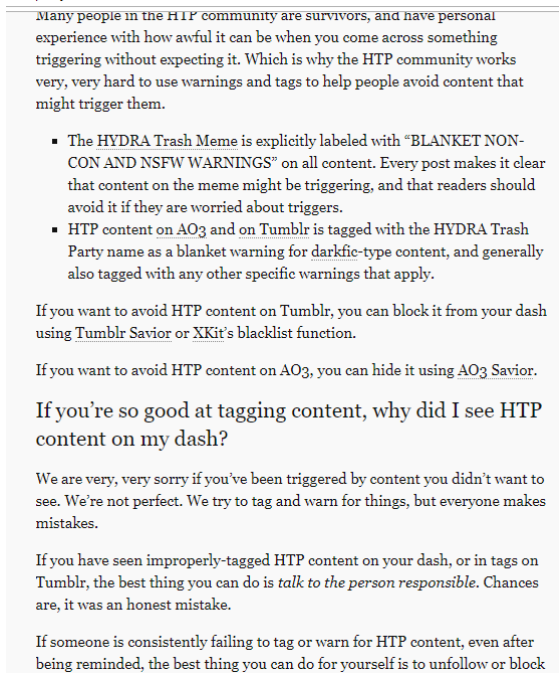 Many people in the HTP community are survivors, and have personal
experience with how awful it can be when you come across something
triggering without expecting it. Which is why the HTP community works
very, very hard to use warnings and tags to help people avoid content that
might trigger them.
▪ The HYDRA Trash Meme is explicitly labeled with “BLANKET NON-
CON AND NSFW WARNINGS” on all content. Every post makes it clear
that content on the meme might be triggering, and that readers should
avoid it if they are worried about triggers.
▪ HTP content on AO3 and on Tumblr is tagged with the HYDRA Trash
Party name as a blanket warning for darkfic-type content, and generally
also tagged with any other specific warnings that apply.
If you want to avoid HTP content on Tumblr, you can block it from your dash
using Tumblr Savior or XKit’s blacklist function.
If you want to avoid HTP content on AO3, you can hide it using AO3 Savior.
If you’re so good at tagging content, why did I see HTP
content on my dash?
We are very, very sorry if you’ve been triggered by content you didn’t want to
see. We’re not perfect. We try to tag and warn for things, but everyone makes
mistakes.
If you have seen improperly-tagged HTP content on your dash, or in tags on
Tumblr, the best thing you can do is talk to the person responsible. Chances
are, it was an honest mistake.
If someone is consistently failing to tag or warn for HTP content, even after
being reminded, the best thing you can do for yourself is to unfollow or block